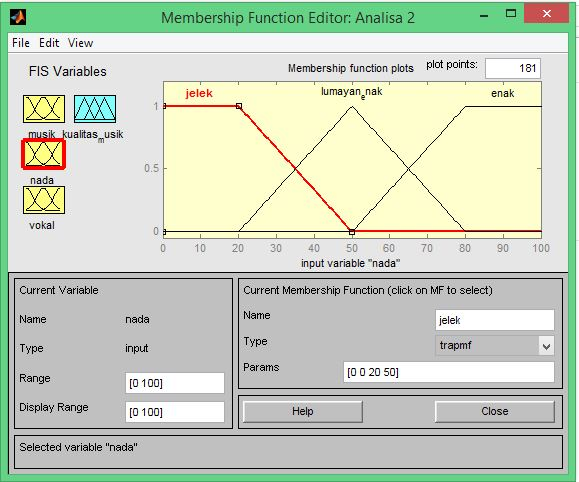 Membership Function Editor: Analisa 2
File Edit View
FIS Variables
musik kualitas_musik
nada
vokal
Membership function plots plot points: 181
jelek lumayan_enak enak
1
0.5
0
0 10 20 30 40 50 60 70 80 90 100
input variable "nada"
Current Variable
Name nada
Type input
Range [0 100]
Display Range [0 100]
Current Membership Function (click on MF to select)
Name jelek
Type trapmf
Params [0 0 20 50]
Help Close
Selected variable "nada"